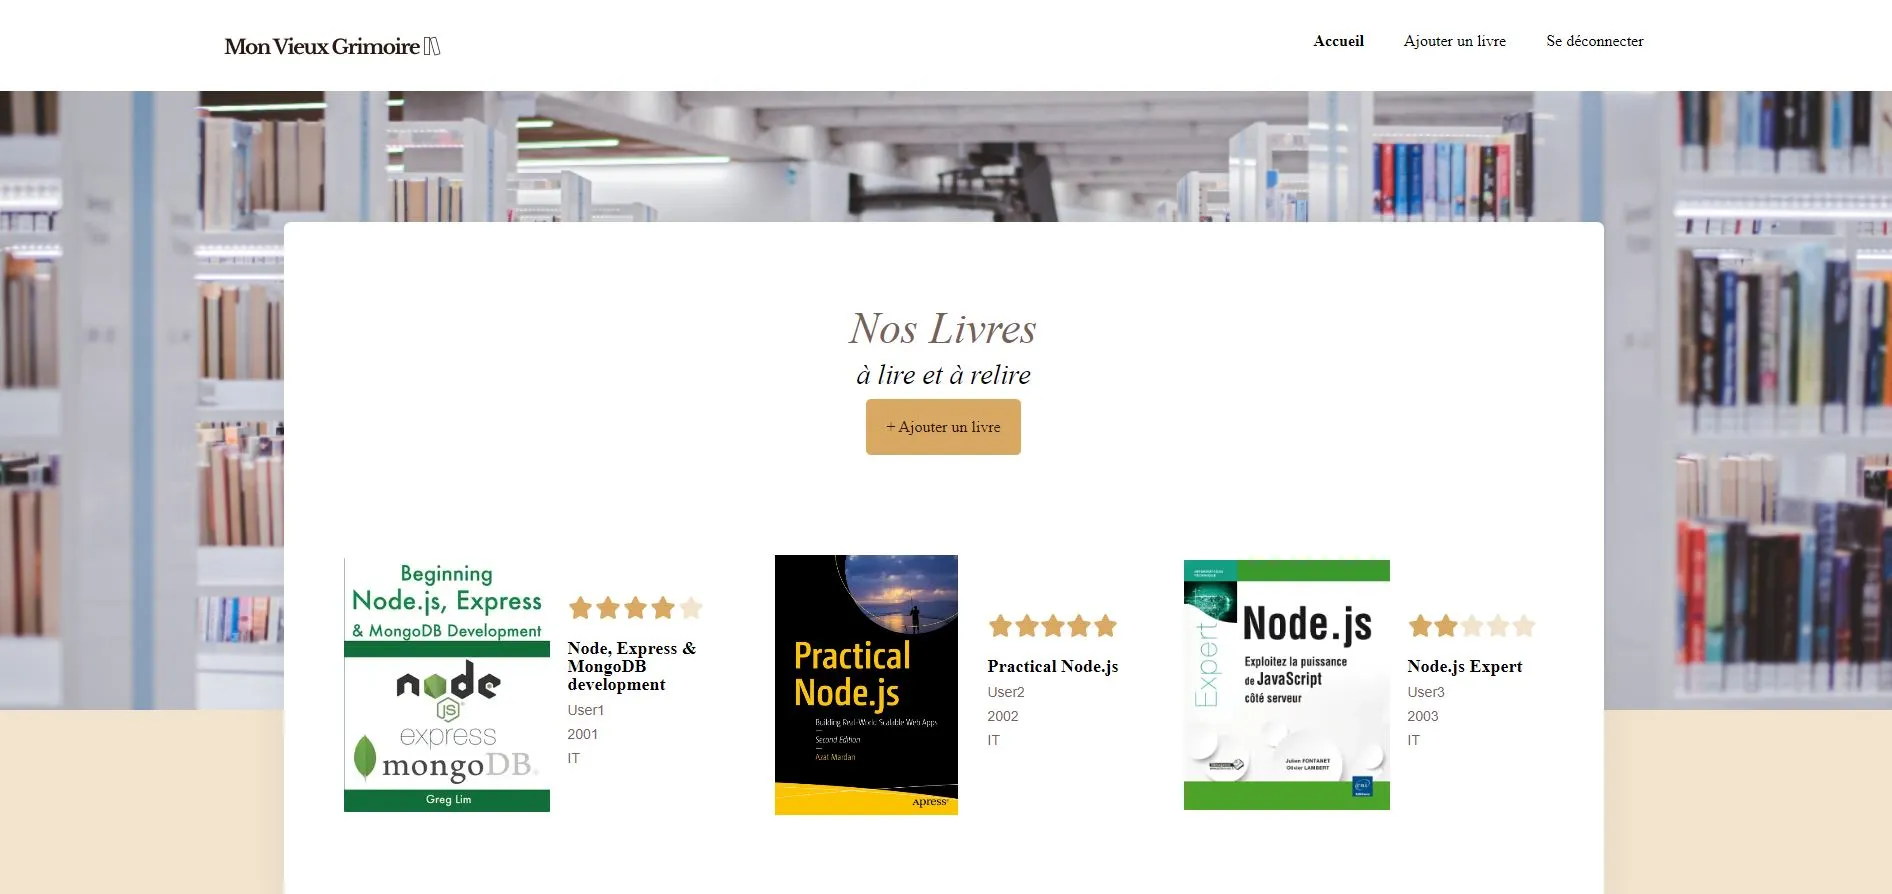 Mon Vieux Grimoire
Accueil
Ajouter un livre
Se déconnecter
Nos Livres
à lire et à relire
+ Ajouter un livre
Beginning
Node.js, Express
& MongoDB Development
node
JS
express
mongoDB.
Greg Lim
Node, Express &
MongoDB
development
User1
2001
IT
Practical
Node.js
Building Real-World Scalable Web Apps
Second Edition
Azat Mardan
Apress
Practical Node.js
User2
2002
IT
Expert
Node.js
Exploitez la puissance
de JavaScript
côté serveur
Julien FONTANET
Olivier LAMBERT
Node.js Expert
User3
2003
IT